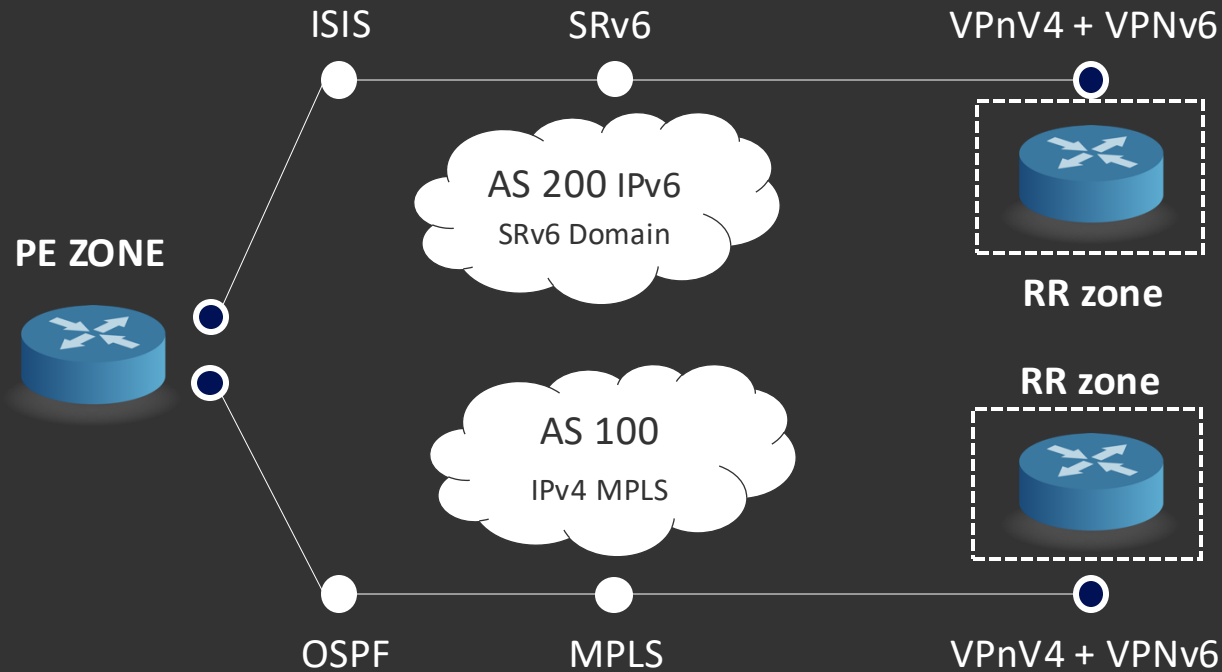 ISIS
SRv6
VPnV4 + VPNv6
AS 200 IPv6
SRv6 Domain
PE ZONE
RR zone
RR zone
AS 100
IPv4 MPLS
OSPF
MPLS
VPnV4 + VPNv6